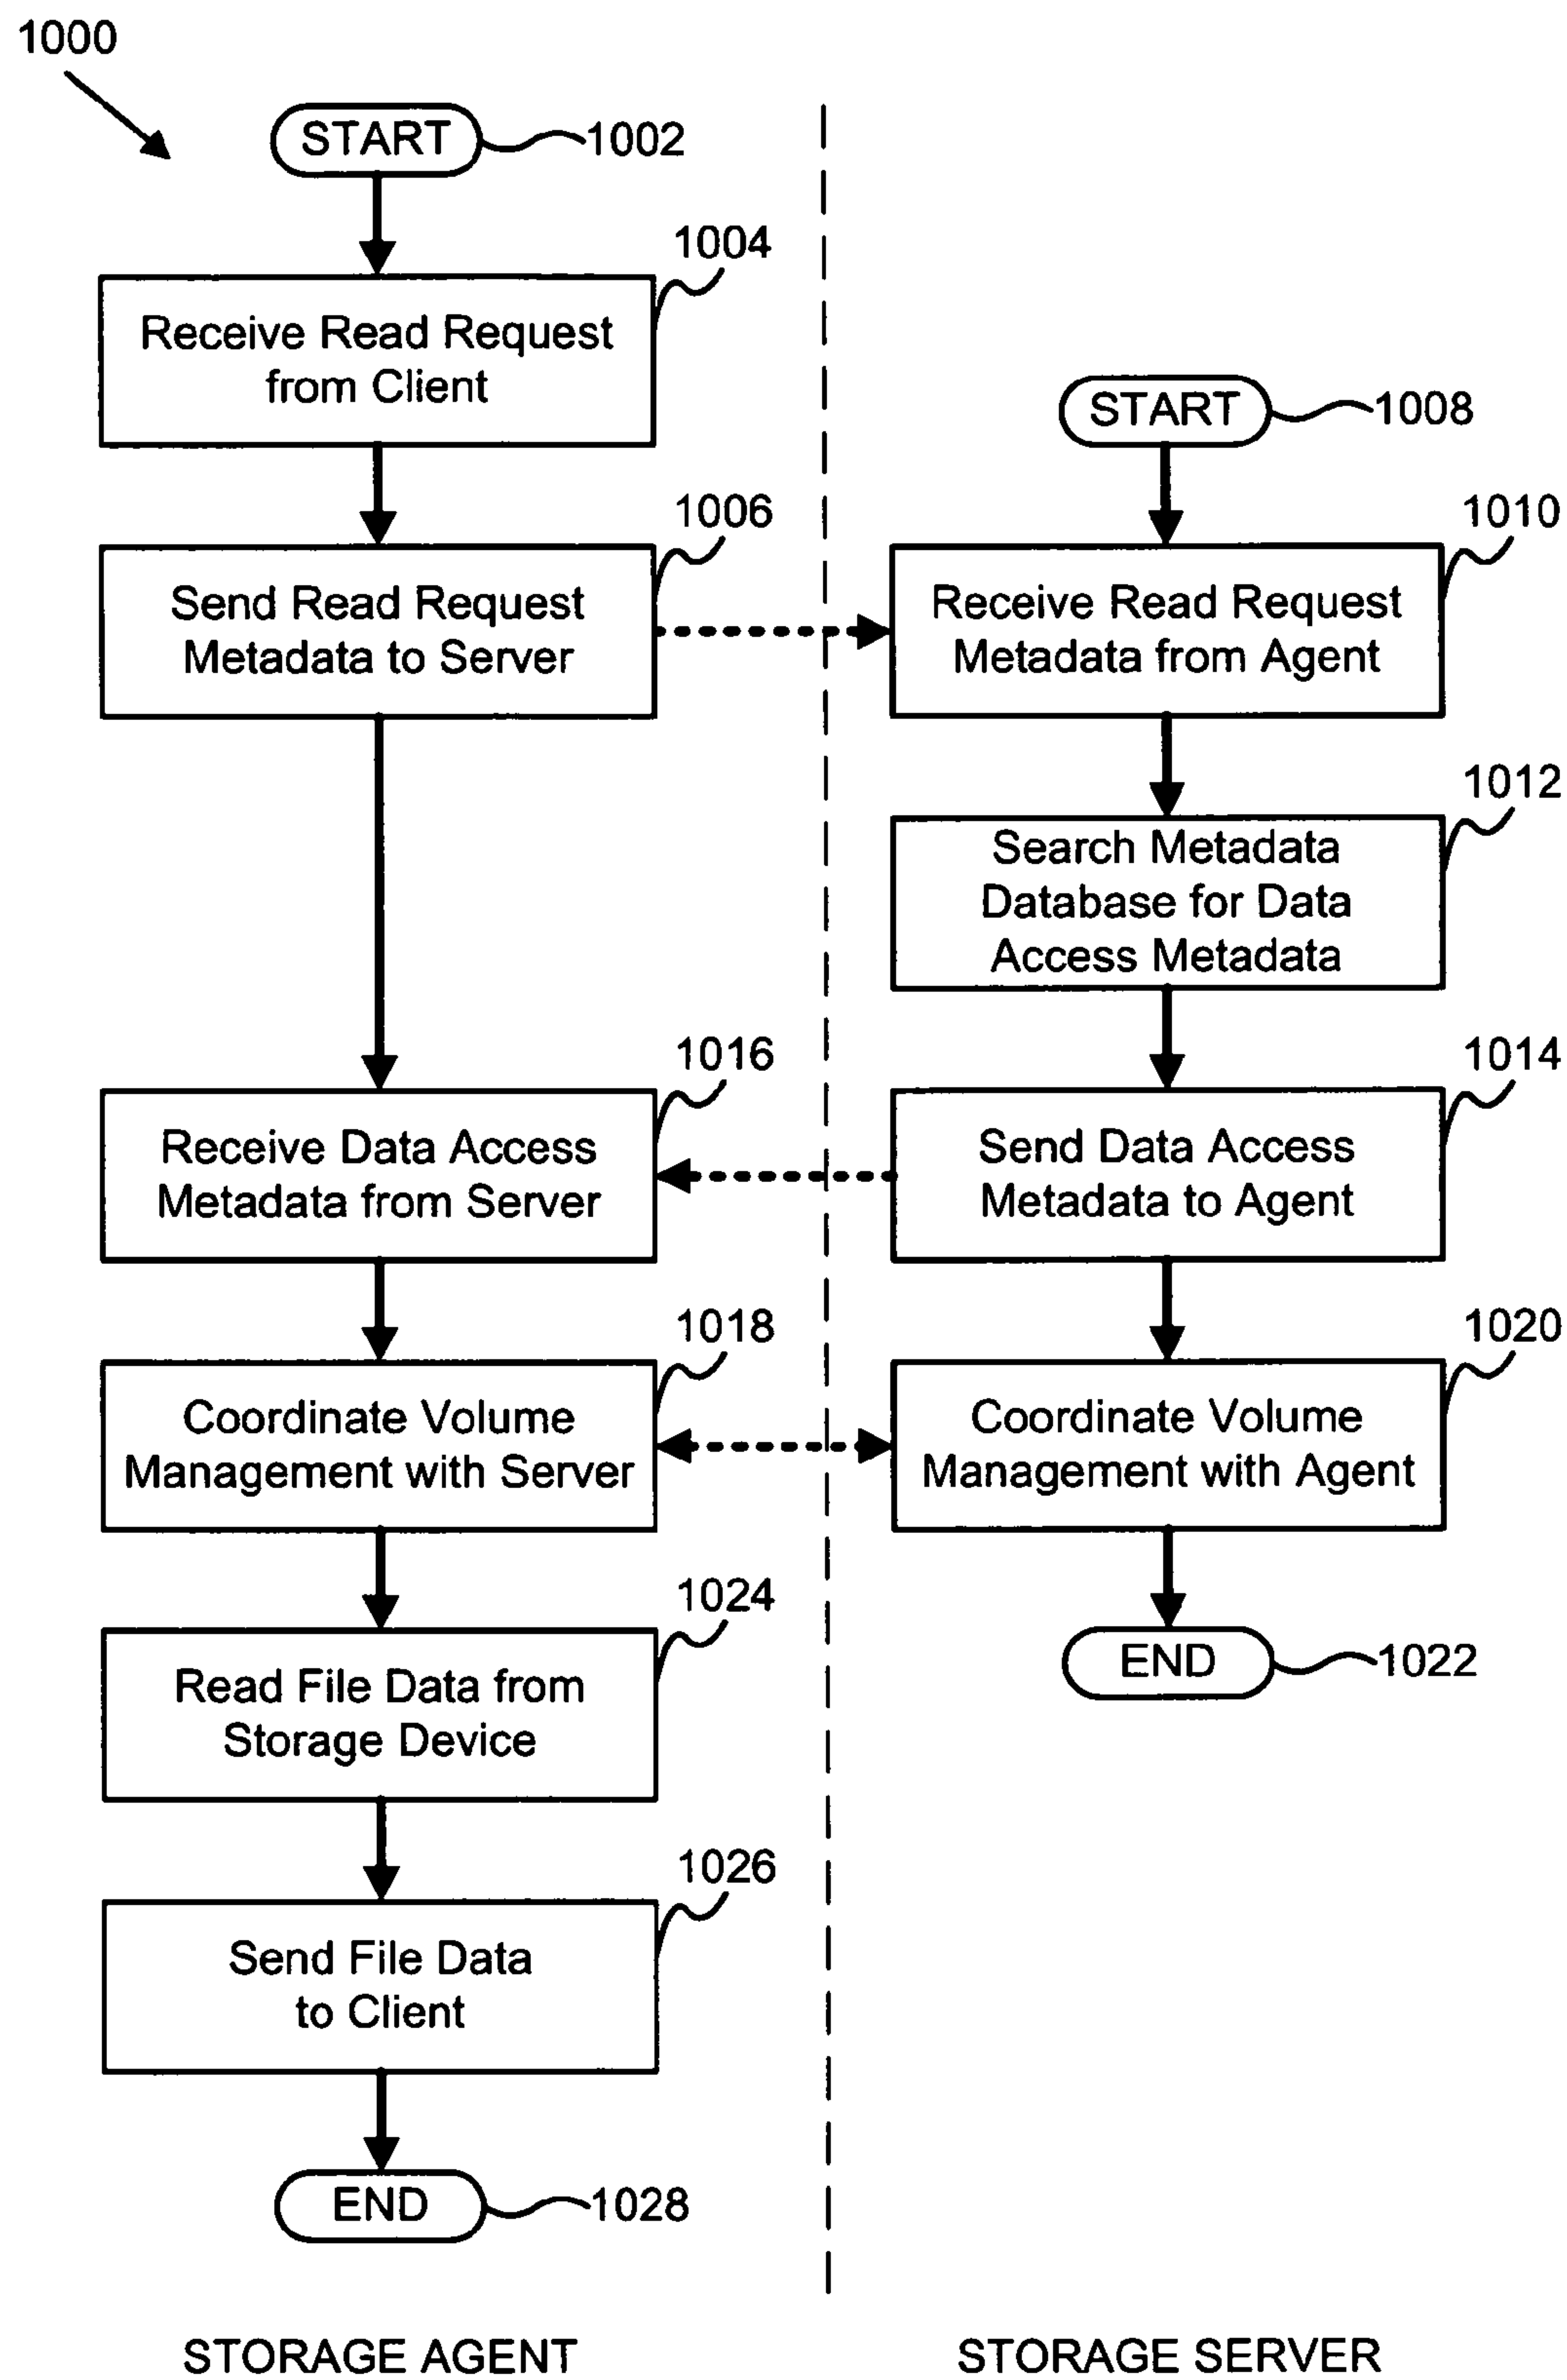 1000
START
1002
1004
Receive Read Request
from Client
START
1008
1006
Send Read Request
Metadata to Server
1010
Receive Read Request
Metadata from Agent
1012
Search Metadata
Database for Data
Access Metadata
1016
Receive Data Access
Metadata from Server
1014
Send Data Access
Metadata to Agent
1018
Coordinate Volume
Management with Server
1020
Coordinate Volume
Management with Agent
1024
Read File Data from
Storage Device
END
1022
1026
Send File Data
to Client
END
1028
STORAGE AGENT
STORAGE SERVER